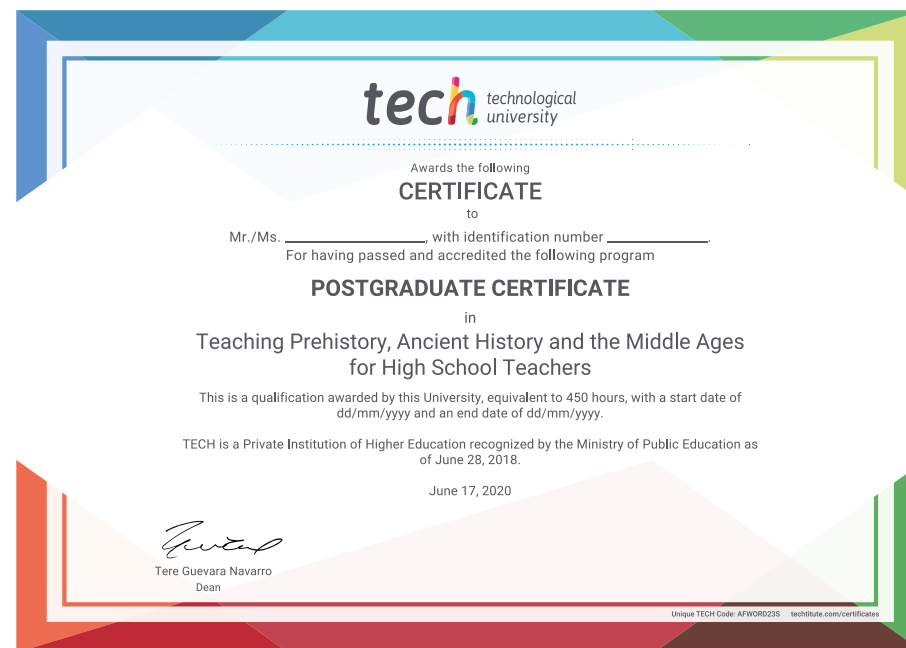 tech technological
university
Awards the following
CERTIFICATE
to
Mr./Ms. ____________________, with identification number ______________.
For having passed and accredited the following program
POSTGRADUATE CERTIFICATE
in
Teaching Prehistory, Ancient History and the Middle Ages
for High School Teachers
This is a qualification awarded by this University, equivalent to 450 hours, with a start date of
dd/mm/yyyy and an end date of dd/mm/yyyy.
TECH is a Private Institution of Higher Education recognized by the Ministry of Public Education as
of June 28, 2018.
June 17, 2020
Tere Guevara Navarro
Dean
Unique TECH Code: AFWORD23S techtitute.com/certificates